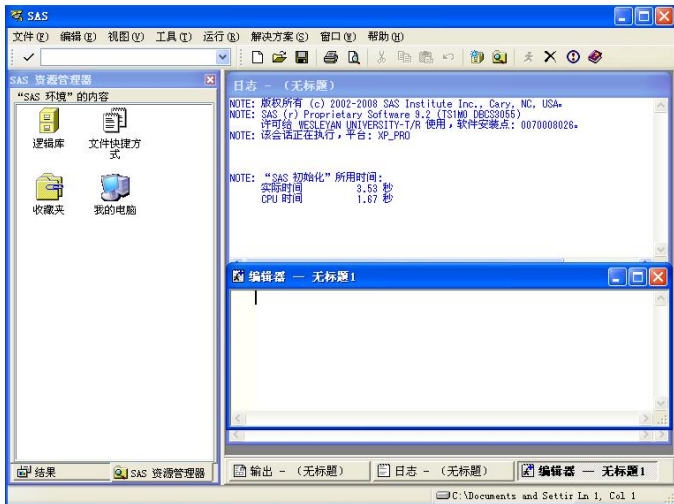 SAS
文件(F) 编辑(E) 视图(V) 工具(T) 运行(R) 解决方案(S) 窗口(W) 帮助(H)
SAS 资源管理器
“SAS 环境”的内容
逻辑库
文件快捷方式
收藏夹
我的电脑
日志 - (无标题)
NOTE: 版权所有 (c) 2002-2008 SAS Institute Inc., Cary, NC, USA。
NOTE: SAS (r) Proprietary Software 9.2 (TS1M0 DBCS3055)
许可给 WESLEYAN UNIVERSITY-T/R 使用，软件安装点: 0070008026。
NOTE: 该会话正在执行，平台: XP_PRO
NOTE: “SAS 初始化”所用时间:
实际时间 3.53 秒
CPU 时间 1.67 秒
编辑器 — 无标题1
结果
SAS 资源管理器
输出 - (无标题)
日志 - (无标题)
编辑器 — 无标题1
C:\Documents and Settir Ln 1, Col 1